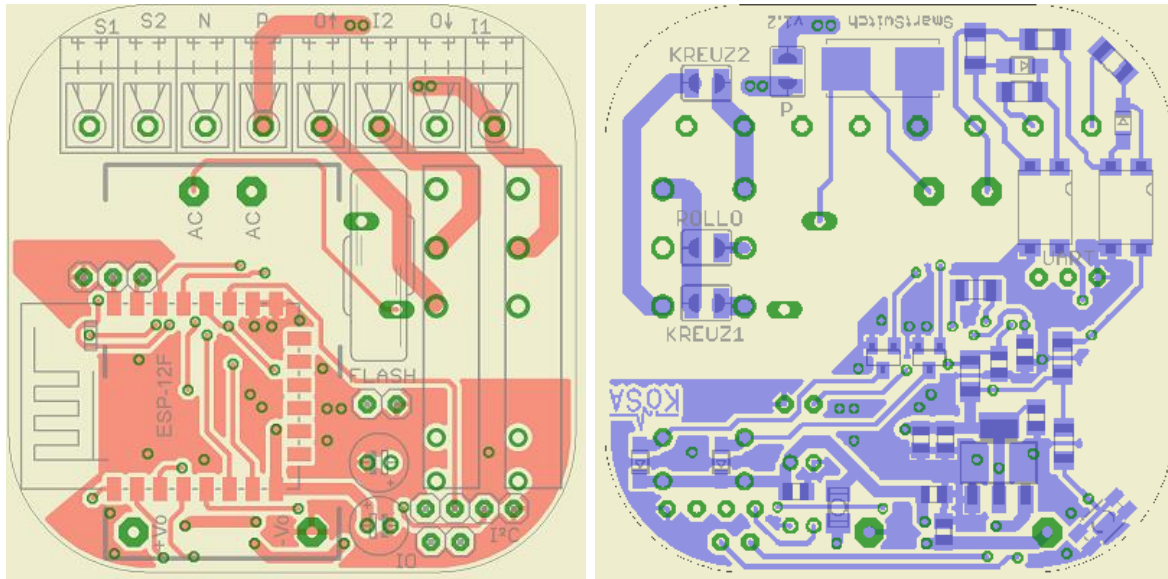 S1 S2 N P O↑ I2 O↓ I1
AC AC
ESP-12F
FLASH
+Vo
-Vo
I²C
IO
SmartSwitch
v1.2
KREUZ2
P
ROLLO
KREUZ1
UART
KOSA